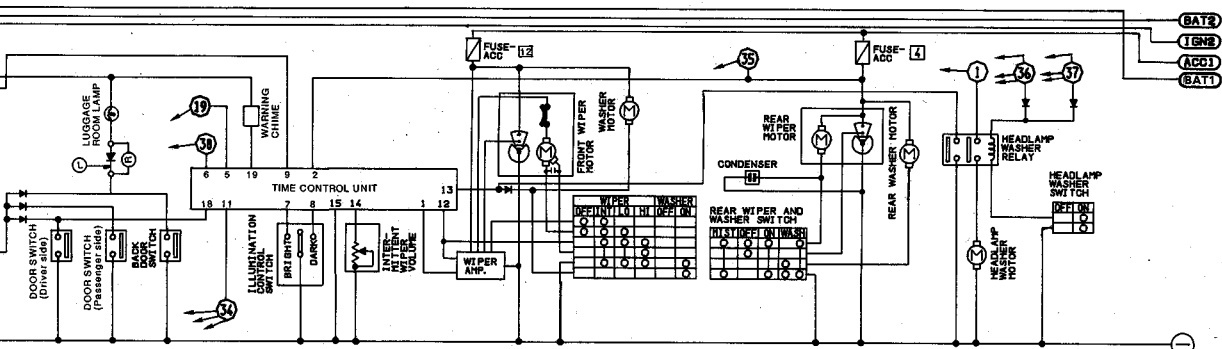 BAT2
IGN2
ACC1
BAT1
FUSE-
ACC
12
FUSE-
ACC
4
35
1
36
37
LUGGAGE
ROOM LAMP
19
38
WARNING
CHIME
WASHER
MOTOR
M
FRONT WIPER
MOTOR
M
REAR
WIPER
MOTOR
M
M
REAR WASHER MOTOR
HEADLAMP
WASHER
RELAY
L
R
6 5 19 9 2
TIME CONTROL UNIT
13
18 11 7 8 15 14 1 12
CONDENSER
HEADLAMP
WASHER
SWITCH
OFF ON
WIPER WASHER
OFF INT LO HI OFF ON
REAR WIPER AND
WASHER SWITCH
MIST OFF ON WASH
DOOR SWITCH
(Driver side)
DOOR SWITCH
(Passenger side)
BACK
DOOR
SWITCH
34
ILLUMINATION
CONTROL
SWITCH
BRIGHT
DARK
INTER-
MITTENT
WIPER
VOLUME
WIPER
AMP.
M
HEADLAMP
WASHER
MOTOR